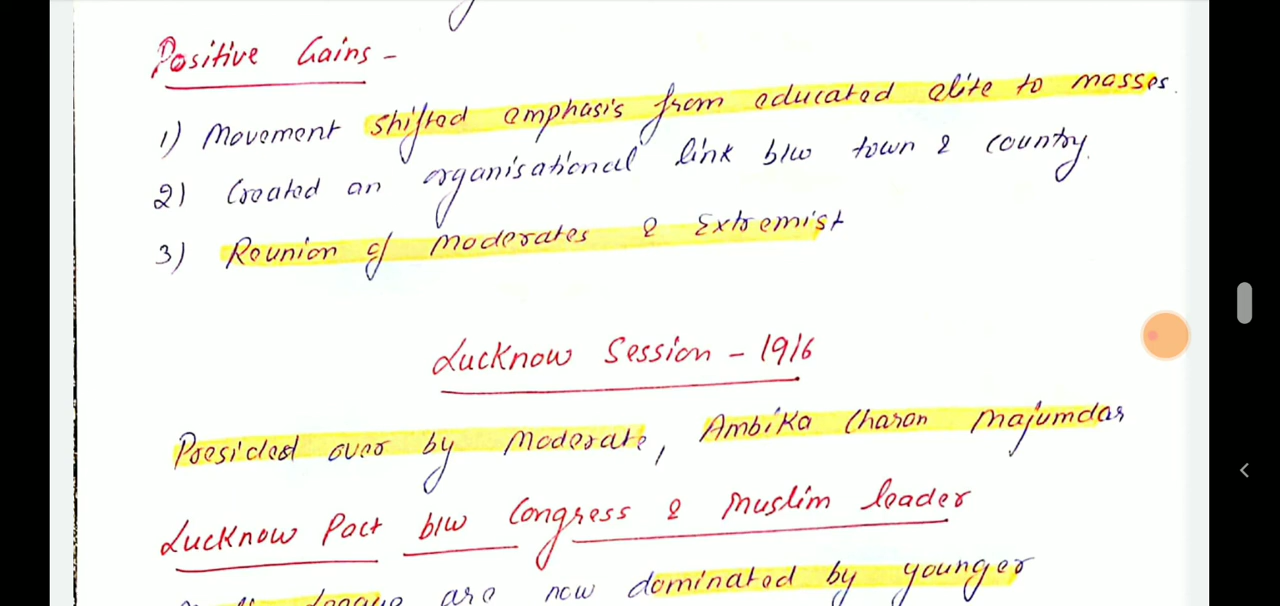 Positive Gains -
1) Movement shifted emphasis from educated elite to masses.
2) Created an organisational link b/w town & country.
3) Reunion of Moderates & Extremist
Lucknow Session - 1916
Presided over by Moderate, Ambika Charan Majumdar
Lucknow Pact b/w Congress & Muslim leader
League are now dominated by younger